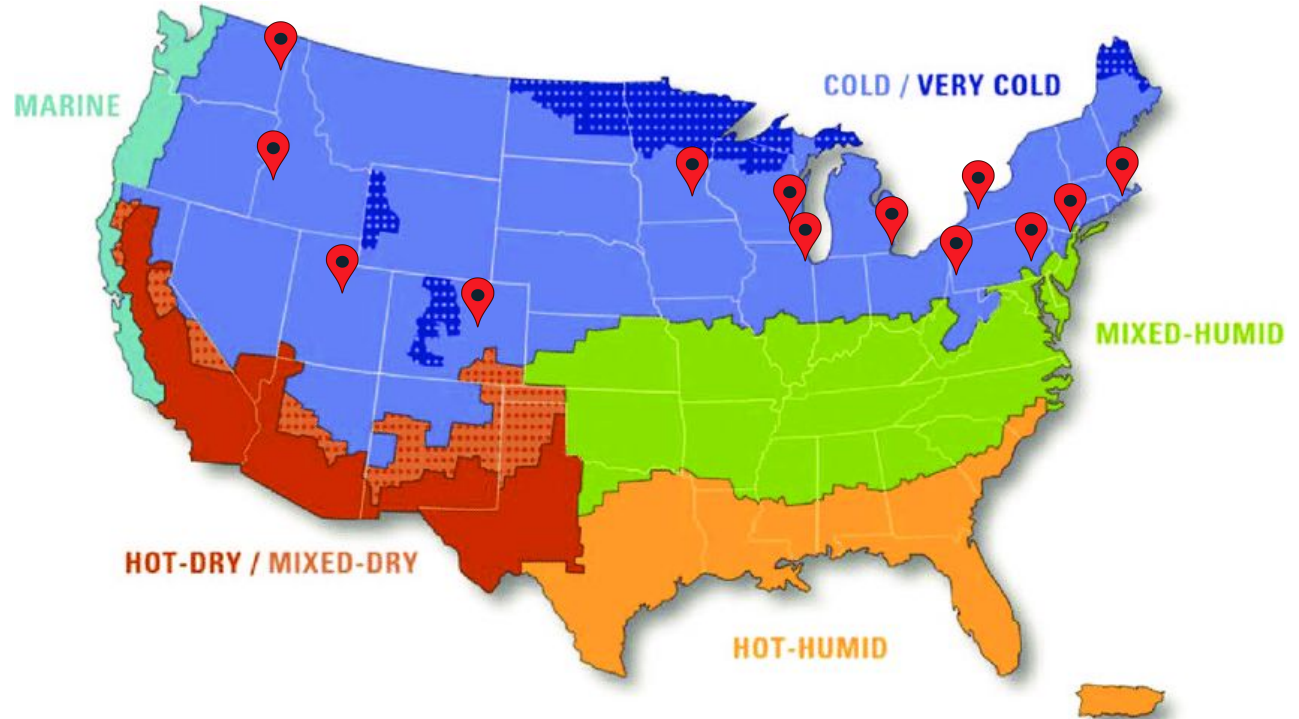 COLD / VERY COLD
MARINE
MIXED-HUMID
HOT-DRY / MIXED-DRY
HOT-HUMID